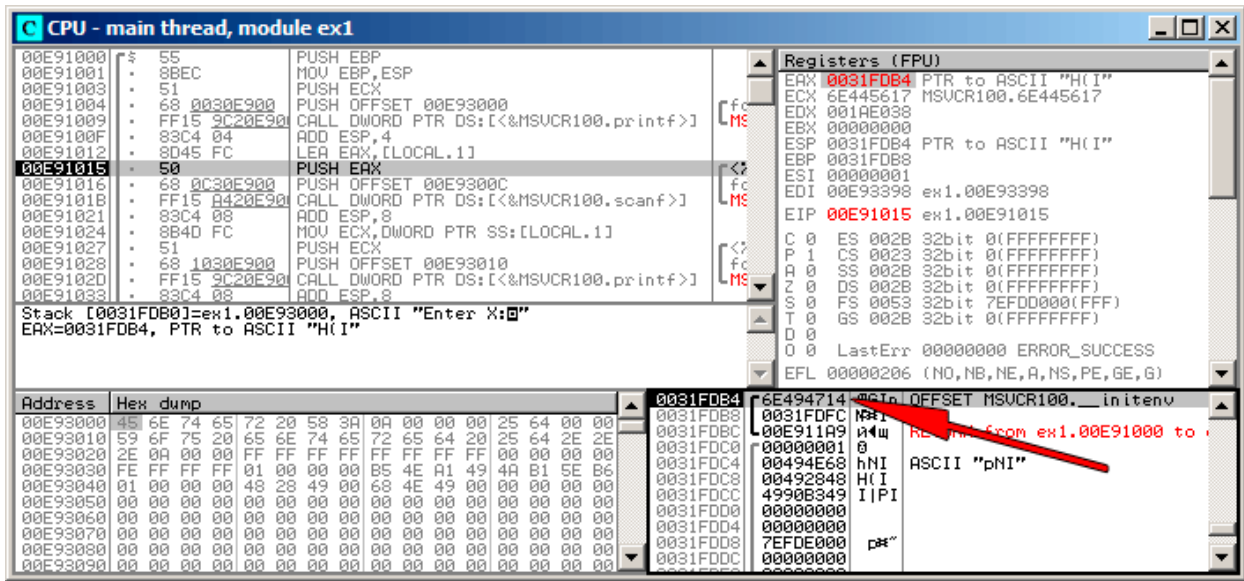 CPU - main thread, module ex1
00E91000 $ 55 PUSH EBP
00E91001 . 8BEC MOV EBP,ESP
00E91003 . 51 PUSH ECX
00E91004 . 68 0030E900 PUSH OFFSET 00E93000
00E91009 . FF15 9C20E90 CALL DWORD PTR DS:[<&MSVCR100.printf>]
00E9100F . 83C4 04 ADD ESP,4
00E91012 . 8D45 FC LEA EAX,[LOCAL.1]
00E91015 . 50 PUSH EAX
00E91016 . 68 0C30E900 PUSH OFFSET 00E9300C
00E9101B . FF15 A420E90 CALL DWORD PTR DS:[<&MSVCR100.scanf>]
00E91021 . 83C4 08 ADD ESP,8
00E91024 . 8B4D FC MOV ECX,DWORD PTR SS:[LOCAL.1]
00E91027 . 51 PUSH ECX
00E91028 . 68 1030E900 PUSH OFFSET 00E93010
00E9102D . FF15 9C20E90 CALL DWORD PTR DS:[<&MSVCR100.printf>]
00E91033 . 83C4 08 ADD ESP,8
Stack [0031FDB0]=ex1.00E93000, ASCII "Enter X:
EAX=0031FDB4, PTR to ASCII "H(I"
Registers (FPU)
EAX 0031FDB4 PTR to ASCII "H(I"
ECX 6E445617 MSVCR100.6E445617
EDX 001AE038
EBX 00000000
ESP 0031FDB4 PTR to ASCII "H(I"
EBP 0031FDB8
ESI 00000001
EDI 00E93398 ex1.00E93398
EIP 00E91015 ex1.00E91015
C 0 ES 002B 32bit 0(FFFFFFFF)
P 1 CS 0023 32bit 0(FFFFFFFF)
A 0 SS 002B 32bit 0(FFFFFFFF)
Z 0 DS 002B 32bit 0(FFFFFFFF)
S 0 FS 0053 32bit 7EFDD000(FFF)
T 0 GS 002B 32bit 0(FFFFFFFF)
D 0
O 0 LastErr 00000000 ERROR_SUCCESS
EFL 00000206 (NO,NB,NE,A,NS,PE,GE,G)
Address Hex dump
00E93000 45 6E 74 65 72 20 58 3A 0A 00 00 00 25 64 00 00
00E93010 59 6F 75 20 65 6E 74 65 72 65 64 20 25 64 2E 2E
00E93020 2E 0A 00 00 FF FF FF FF FF FF FF FF 00 00 00 00
00E93030 FE FF FF FF 01 00 00 00 B5 4E A1 49 4A B1 5E B6
00E93040 01 00 00 00 48 28 49 00 68 4E 49 00 00 00 00 00
00E93050 00 00 00 00 00 00 00 00 00 00 00 00 00 00 00 00
00E93060 00 00 00 00 00 00 00 00 00 00 00 00 00 00 00 00
00E93070 00 00 00 00 00 00 00 00 00 00 00 00 00 00 00 00
00E93080 00 00 00 00 00 00 00 00 00 00 00 00 00 00 00 00
00E93090 00 00 00 00 00 00 00 00 00 00 00 00 00 00 00 00
0031FDB4 6E494714 OFFSET MSVCR100.__initenv
0031FDB8 0031FDFC
0031FDBC 00E911A9 from ex1.00E91000 to
0031FDC0 00000001
0031FDC4 00494E68 hNI ASCII "pNI"
0031FDC8 00492848 H(I
0031FDCC 4990B349 I|PI
0031FDD0 00000000
0031FDD4 00000000
0031FDD8 7EFDE000
0031FDDC 00000000